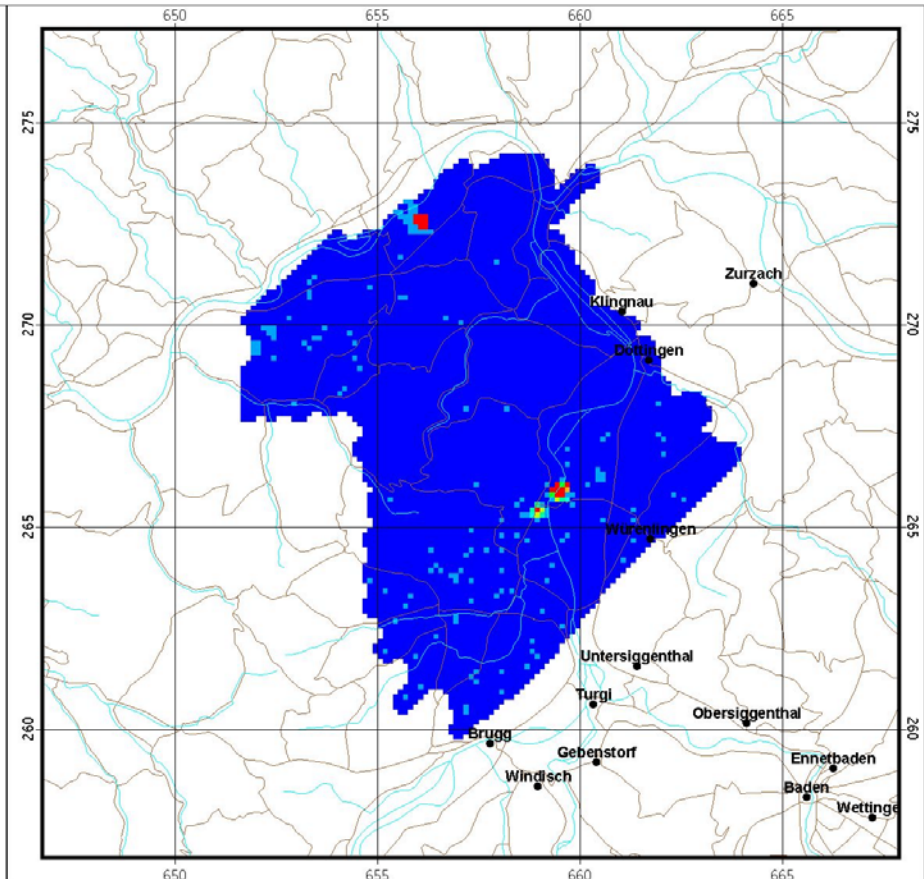 650 655 660 665
275 275
Zurzach
Klingnau
270 270
Döttingen
265 265
Würenlingen
Untersiggenthal
Turgi
Obersiggenthal
260 260
Brugg
Gebenstorf
Ennetbaden
Windisch
Baden
Wettinge
650 655 660 665